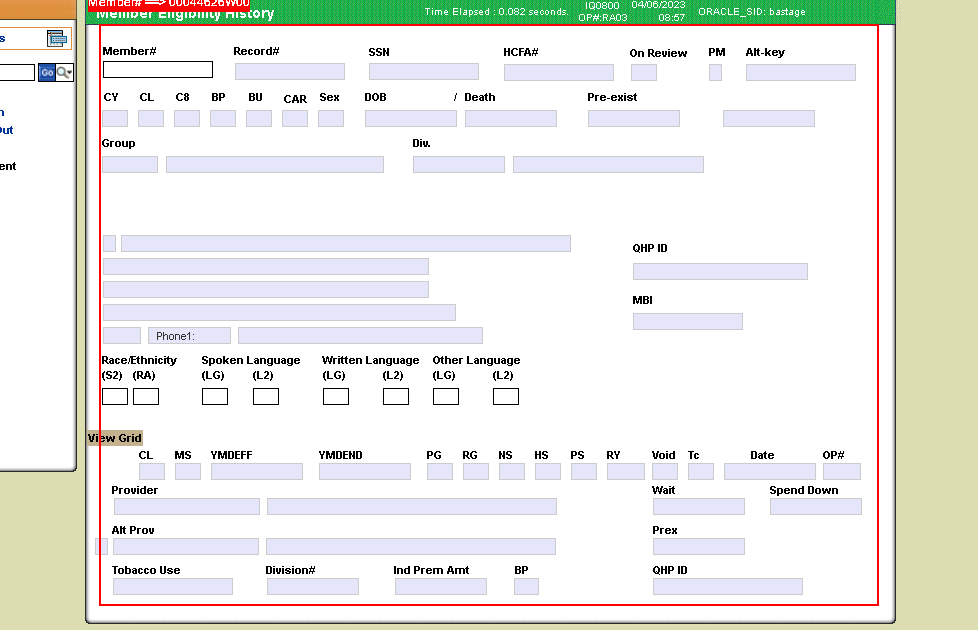 Member# ==> 00044626W00
Member Eligibility History
Time Elapsed : 0.082 seconds.
IQ0800
OP#:RA03
04/06/2023
08:57
ORACLE_SID: bastage
s
Go
n
Out
ent
Member# Record# SSN HCFA# On Review PM Alt-key
CY CL C8 BP BU CAR Sex DOB / Death Pre-exist
Group Div.
QHP ID
MBI
Phone1:
Race/Ethnicity Spoken Language Written Language Other Language
(S2) (RA) (LG) (L2) (LG) (L2) (LG) (L2)
View Grid
CL MS YMDEFF YMDEND PG RG NS HS PS RY Void Tc Date OP#
Provider Wait Spend Down
Alt Prov Prex
Tobacco Use Division# Ind Prem Amt BP QHP ID